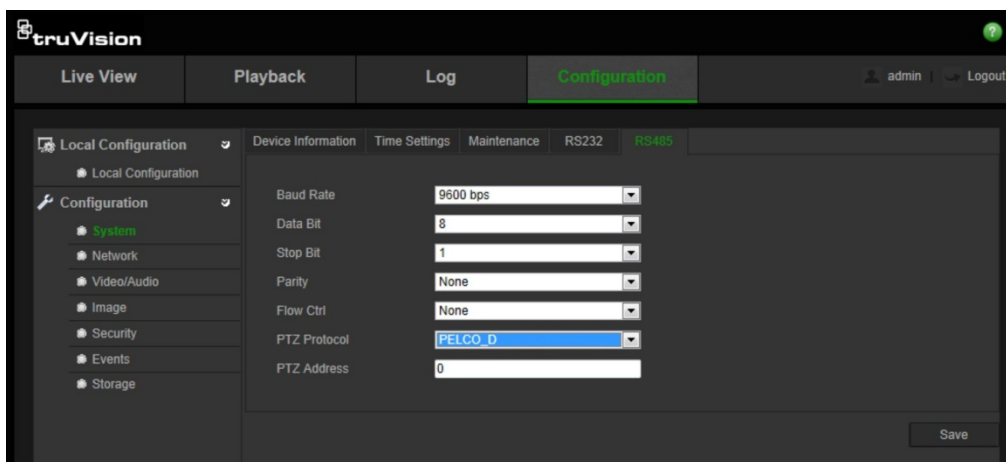 truVision
?
Live View Playback Log Configuration admin | Logout
Local Configuration
Local Configuration
Configuration
System
Network
Video/Audio
Image
Security
Events
Storage
Device Information Time Settings Maintenance RS232 RS485
Baud Rate 9600 bps
Data Bit 8
Stop Bit 1
Parity None
Flow Ctrl None
PTZ Protocol PELCO_D
PTZ Address 0
Save